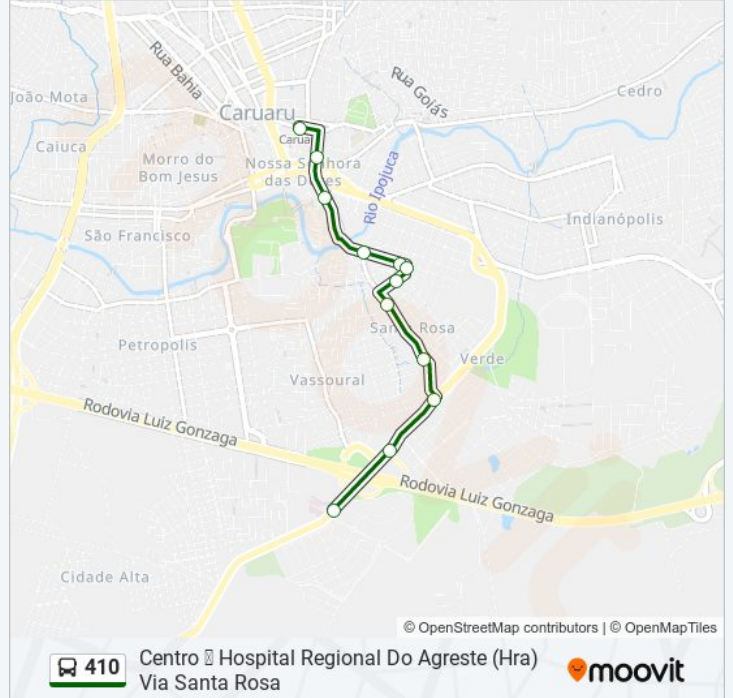 Rua Bahia
João Mota
Rua Goiás
Cedro
Caruaru
Carua
Caiuca
Morro do
Bom Jesus
Nossa Senhora
das Dores
Rio Ipojuca
Indianópolis
São Francisco
Petropolis
Santa Rosa
Verde
Vassoural
Rodovia Luiz Gonzaga
Rodovia Luiz Gonzaga
Cidade Alta
© OpenStreetMap contributors | © OpenMapTiles
410
Centro  Hospital Regional Do Agreste (Hra)
Via Santa Rosa
moovit